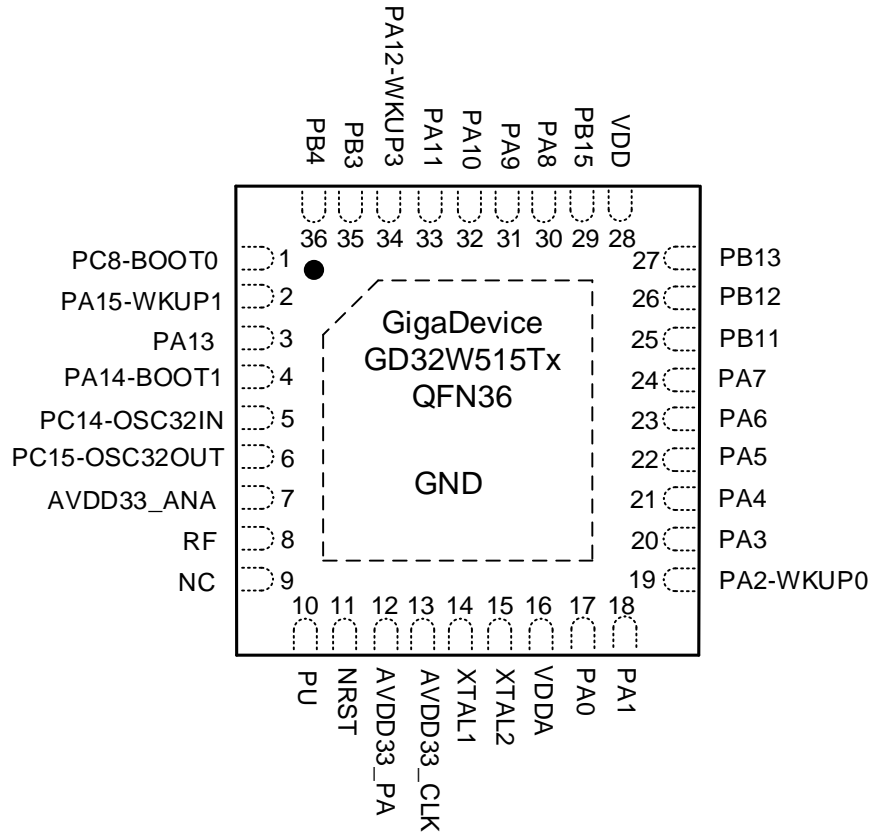 PB4
PB3
PA12-WKUP3
PA11
PA10
PA9
PA8
PB15
VDD
36
35
34
33
32
31
30
29
28
PC8-BOOT0 1
PA15-WKUP1 2
PA13 3
PA14-BOOT1 4
PC14-OSC32IN 5
PC15-OSC32OUT 6
AVDD33_ANA 7
RF 8
NC 9
GigaDevice
GD32W515Tx
QFN36
GND
27 PB13
26 PB12
25 PB11
24 PA7
23 PA6
22 PA5
21 PA4
20 PA3
19 PA2-WKUP0
10
11
12
13
14
15
16
17
18
PU
NRST
AVDD33_PA
AVDD33_CLK
XTAL1
XTAL2
VDDA
PA0
PA1